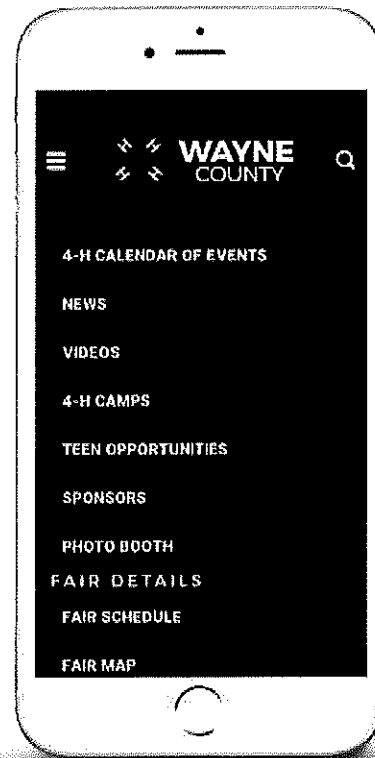 WAYNE
COUNTY
4-H CALENDAR OF EVENTS
NEWS
VIDEOS
4-H CAMPS
TEEN OPPORTUNITIES
SPONSORS
PHOTO BOOTH
FAIR DETAILS
FAIR SCHEDULE
FAIR MAP